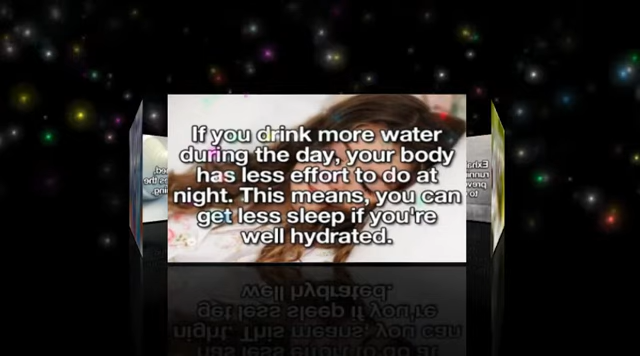 If you drink more water
during the day, your body
has less effort to do at
night. This means, you can
get less sleep if you're
well hydrated.